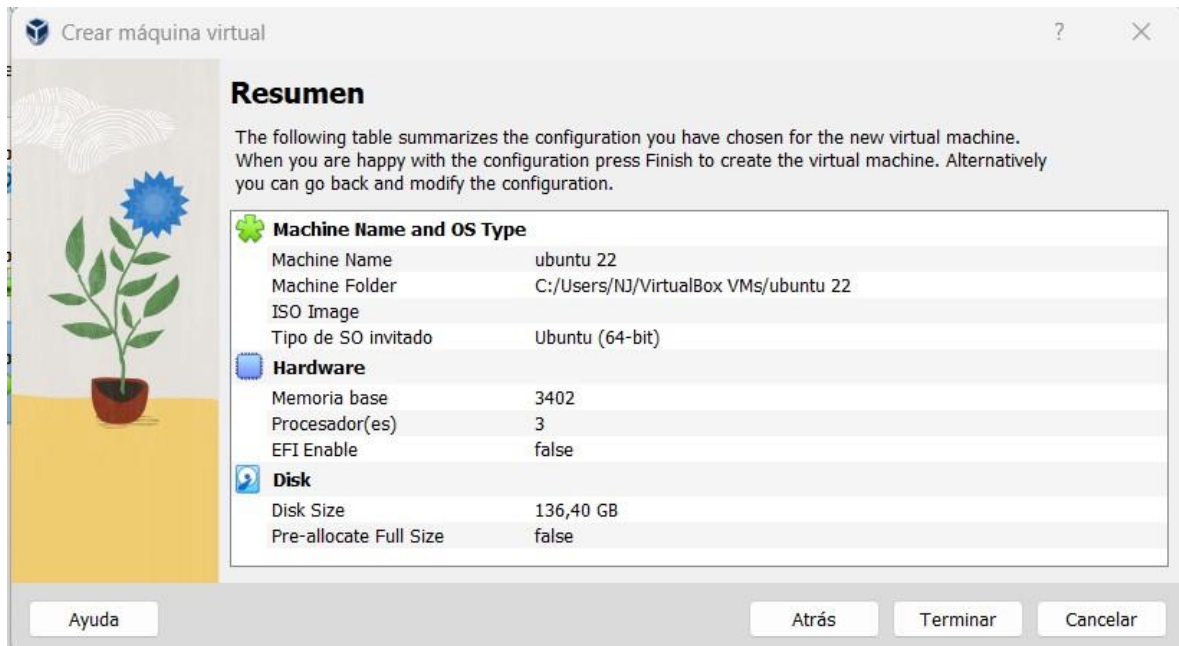 Crear máquina virtual
?
Resumen
The following table summarizes the configuration you have chosen for the new virtual machine.
When you are happy with the configuration press Finish to create the virtual machine. Alternatively
you can go back and modify the configuration.
Machine Name and OS Type
Machine Name ubuntu 22
Machine Folder C:/Users/NJ/VirtualBox VMs/ubuntu 22
ISO Image
Tipo de SO invitado Ubuntu (64-bit)
Hardware
Memoria base 3402
Procesador(es) 3
EFI Enable false
Disk
Disk Size 136,40 GB
Pre-allocate Full Size false
Ayuda Atrás Terminar Cancelar